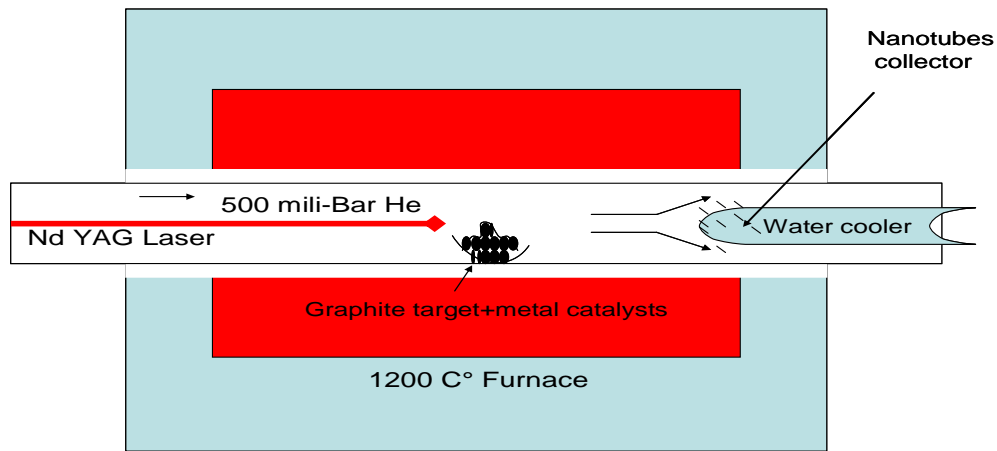 Nanotubes
collector
500 mili-Bar He
Nd YAG Laser
Water cooler
Graphite target+metal catalysts
1200 C° Furnace